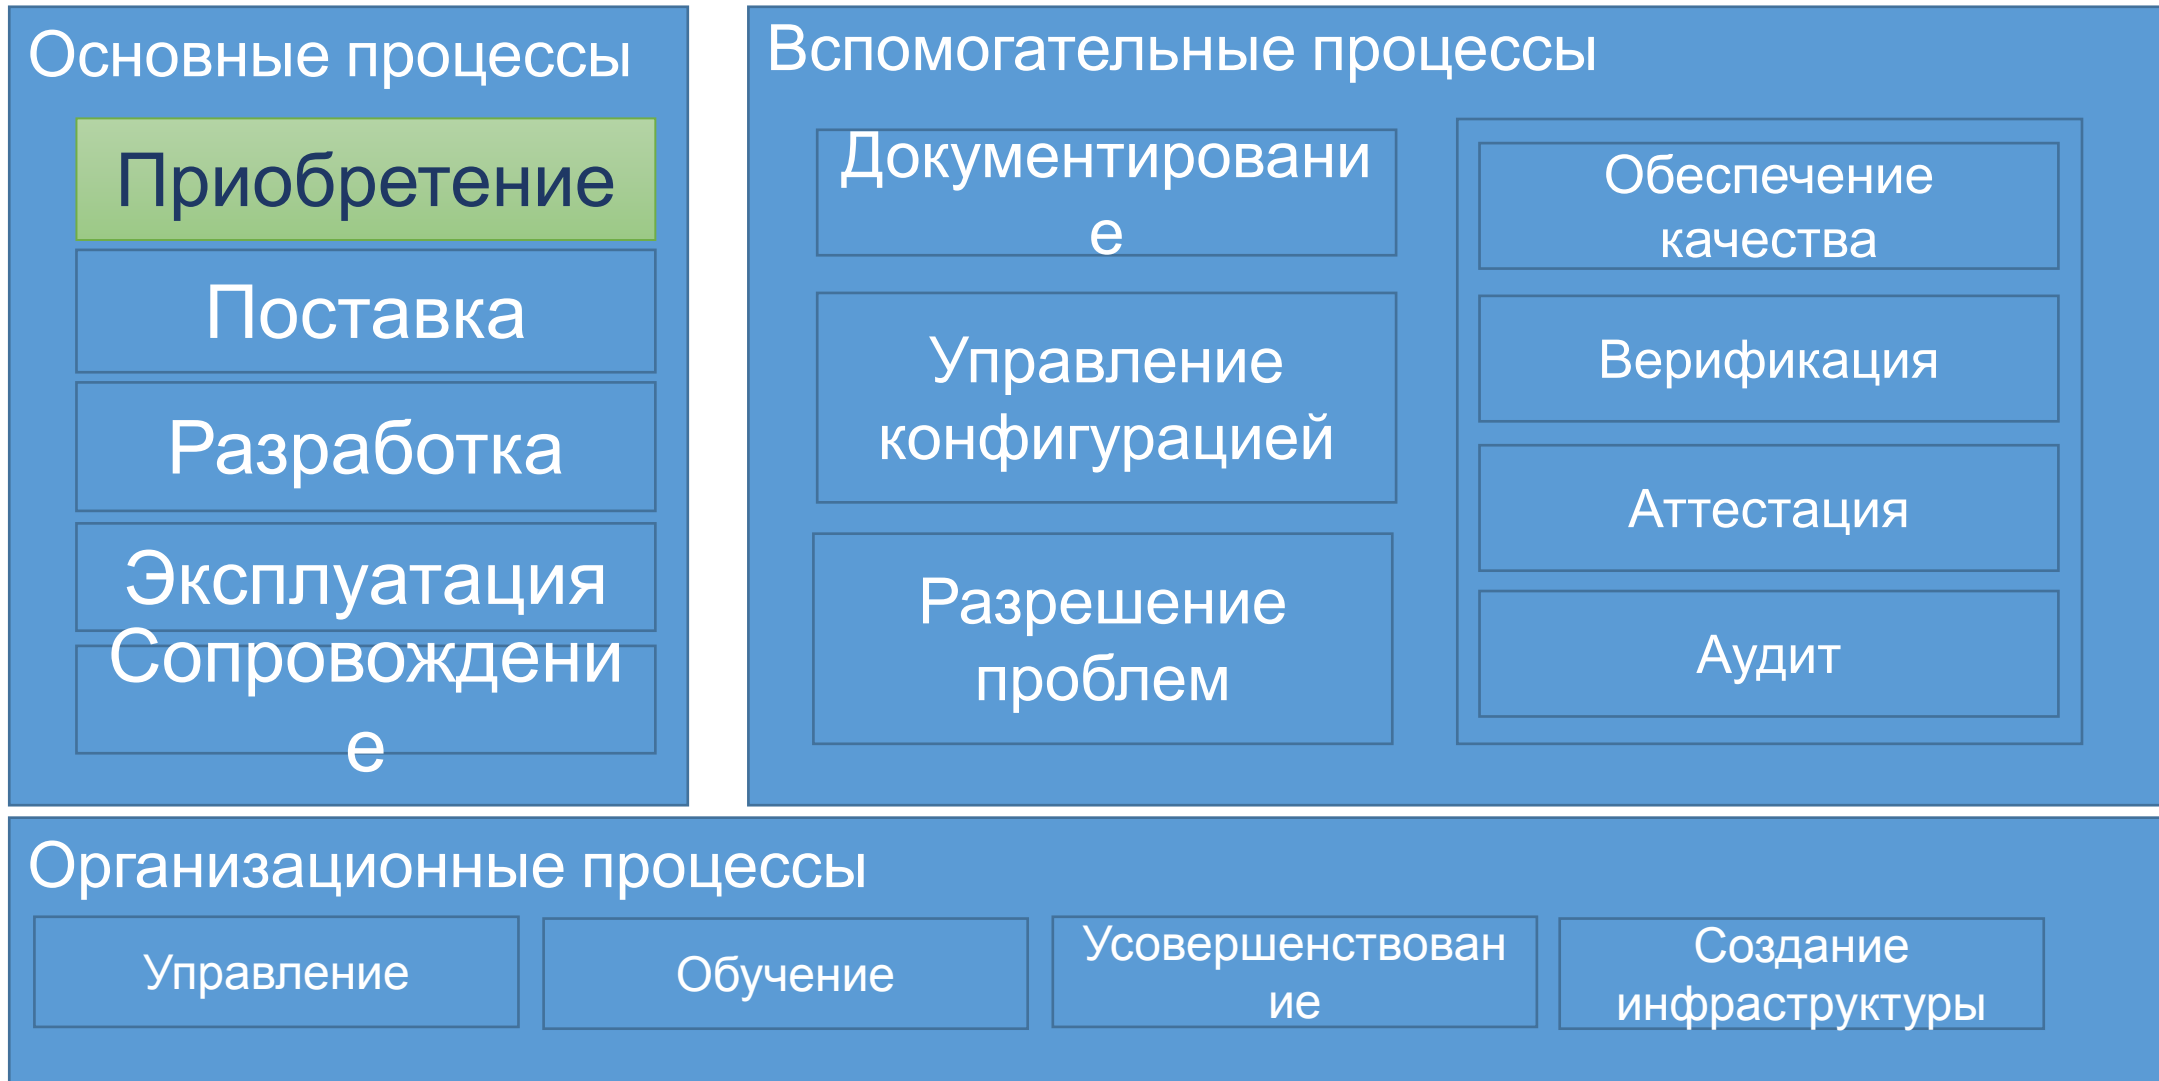 Основные процессы
Приобретение
Поставка
Разработка
Эксплуатация
Сопровождени
е
Вспомогательные процессы
Документировани
е
Управление
конфигурацией
Разрешение
проблем
Обеспечение
качества
Верификация
Аттестация
Аудит
Организационные процессы
Управление
Обучение
Усовершенствован
ие
Создание
инфраструктуры